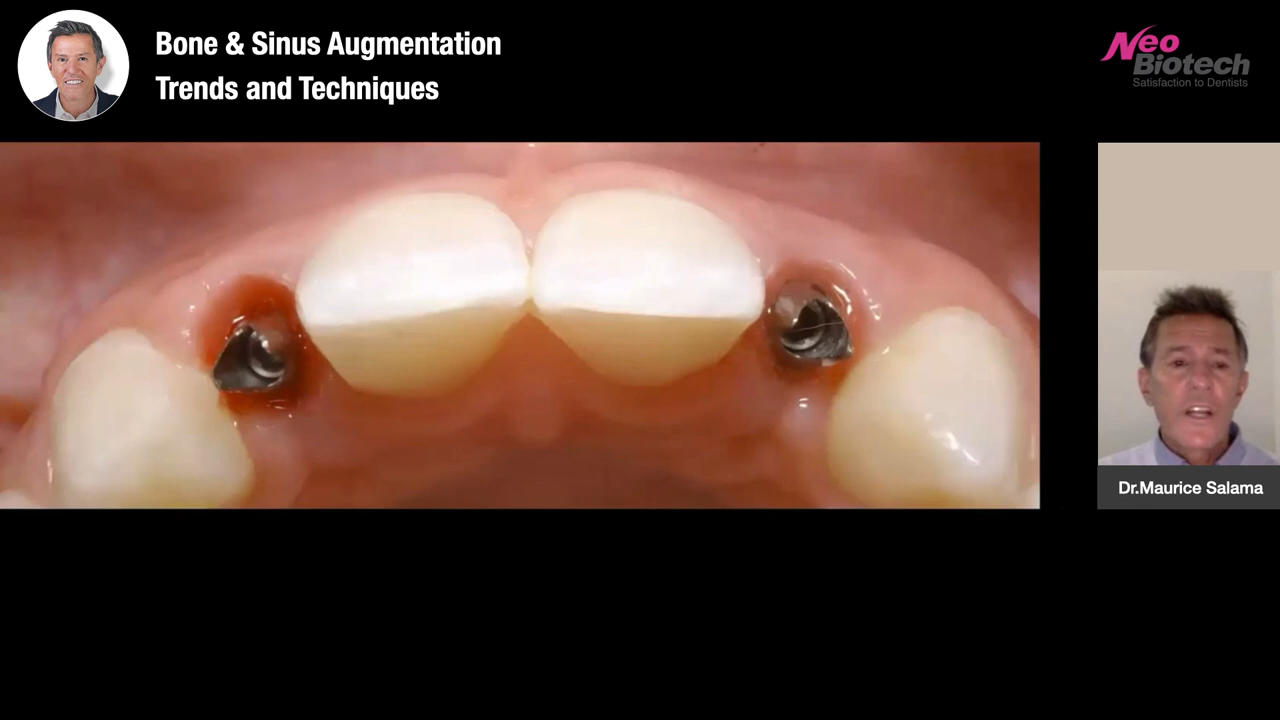 Bone & Sinus Augmentation
Trends and Techniques
Neo
Biotech
Satisfaction to Dentists
Dr.Maurice Salama